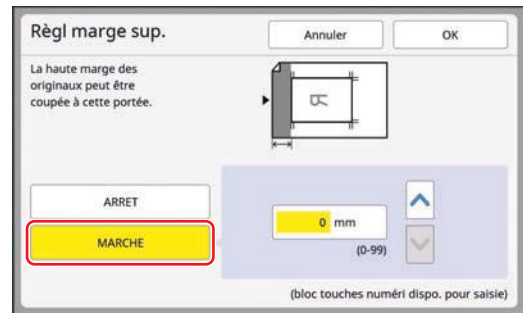 Règl marge sup.
Annuler
OK
La haute marge des
originaux peut être
coupée à cette portée.
R
ARRET
MARCHE
0 mm
(0-99)
(bloc touches numéri dispo. pour saisie)